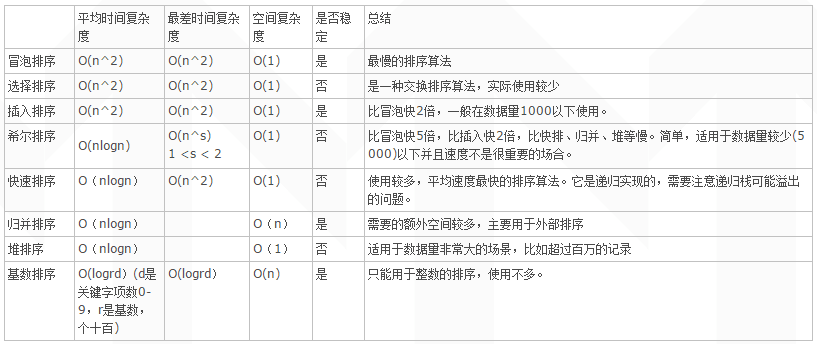 平均时间复杂度 最差时间复杂度 空间复杂度 是否稳定 总结
冒泡排序 O(n^2) O(n^2) O(1) 是 最慢的排序算法
选择排序 O(n^2) O(n^2) O(1) 否 是一种交换排序算法，实际使用较少
插入排序 O(n^2) O(n^2) O(1) 是 比冒泡快2倍，一般在数据量1000以下使用。
希尔排序 O(nlogn) O(n^s) 1 <s < 2 O(1) 否 比冒泡快5倍，比插入快2倍，比快排、归并、堆等慢。简单，适用于数据量较少(5000)以下并且速度不是很重要的场合。
快速排序 O（nlogn） O(n^2) O(1) 否 使用较多，平均速度最快的排序算法。它是递归实现的，需要注意递归栈可能溢出的问题。
归并排序 O（nlogn） O（n） 是 需要的额外空间较多，主要用于外部排序
堆排序 O（nlogn） O（1） 否 适用于数据量非常大的场景，比如超过百万的记录
基数排序 O(logrd)（d是关键字项数0-9，r是基数，个十百） O(logrd） O(n) 是 只能用于整数的排序，使用不多。